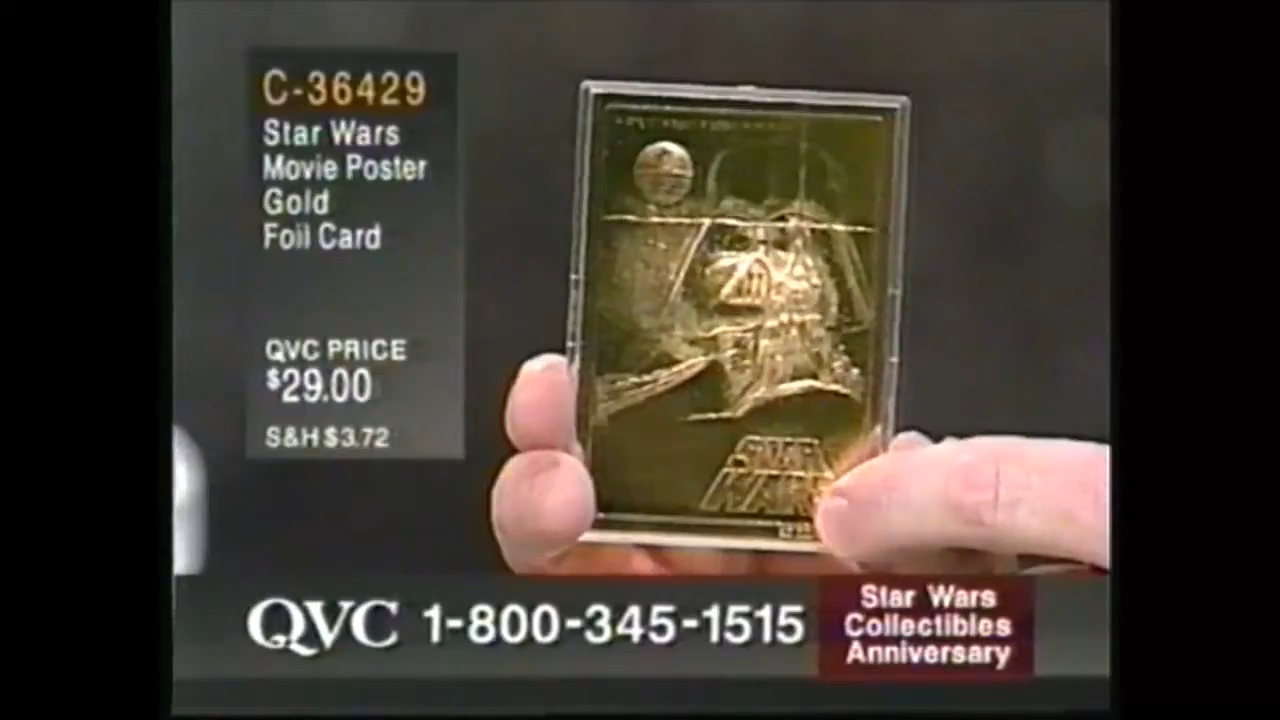 C-36429
Star Wars
Movie Poster
Gold
Foil Card
QVC PRICE
$29.00
S&H $3.72
STAR
WARS
QVC 1-800-345-1515
Star Wars
Collectibles
Anniversary